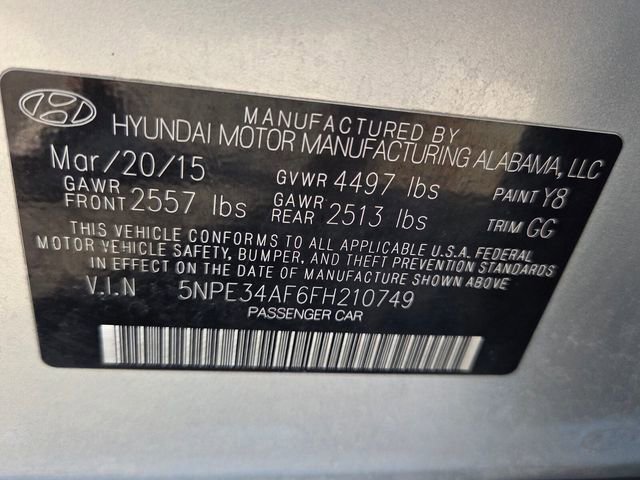 MANUFACTURED BY
HYUNDAI MOTOR MANUFACTURING ALABAMA, LLC
Mar/20/15
GVWR 4497 lbs
PAINT Y8
GAWR FRONT 2557 lbs
GAWR REAR 2513 lbs
TRIM GG
THIS VEHICLE CONFORMS TO ALL APPLICABLE U.S.A. FEDERAL
MOTOR VEHICLE SAFETY, BUMPER, AND THEFT PREVENTION STANDARDS
IN EFFECT ON THE DATE OF MANUFACTURE SHOWN ABOVE
V.I.N 5NPE34AF6FH210749
PASSENGER CAR